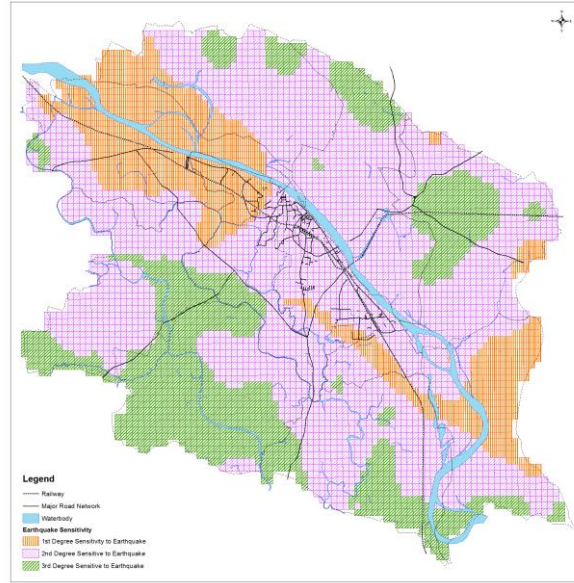 Legend
Railway
Major Road Network
Waterbody
Earthquake Sensitivity
1st Degree Sensitivity to Earthquake
2nd Degree Sensitive to Earthquake
3rd Degree Sensitive to Earthquake